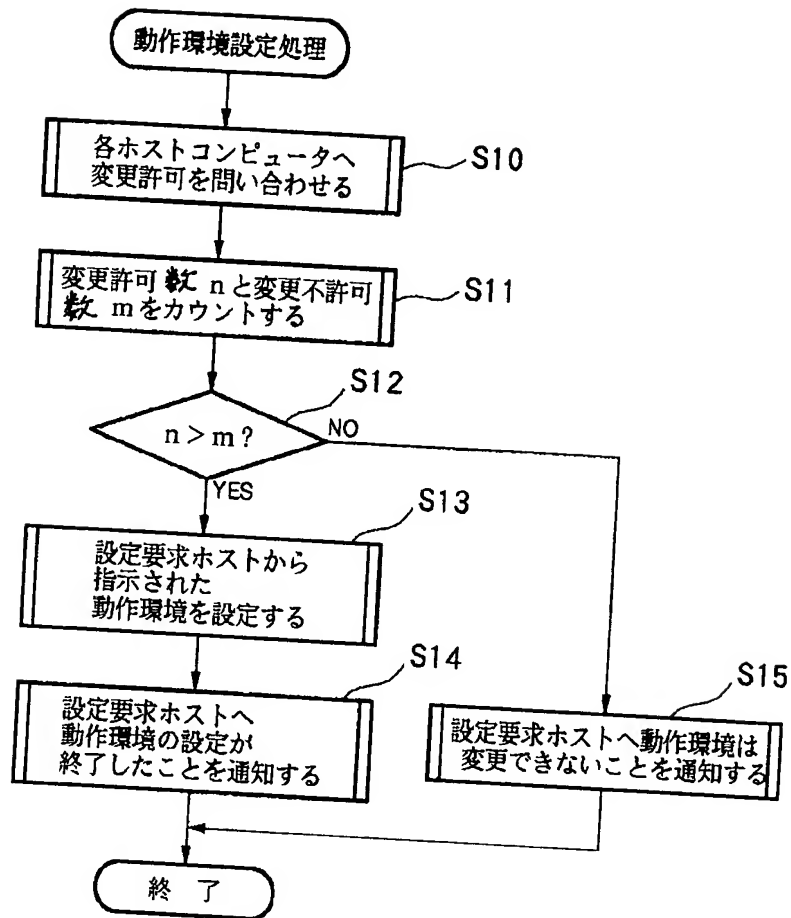 動作環境設定処理
各ホストコンピュータへ
変更許可を問い合わせる
S10
変更許可数 nと変更不許可
数 mをカウントする
S11
S12
n>m?
NO
YES
S13
設定要求ホストから
指示された
動作環境を設定する
S14
設定要求ホストへ
動作環境の設定が
終了したことを通知する
S15
設定要求ホストへ動作環境は
変更できないことを通知する
終 了